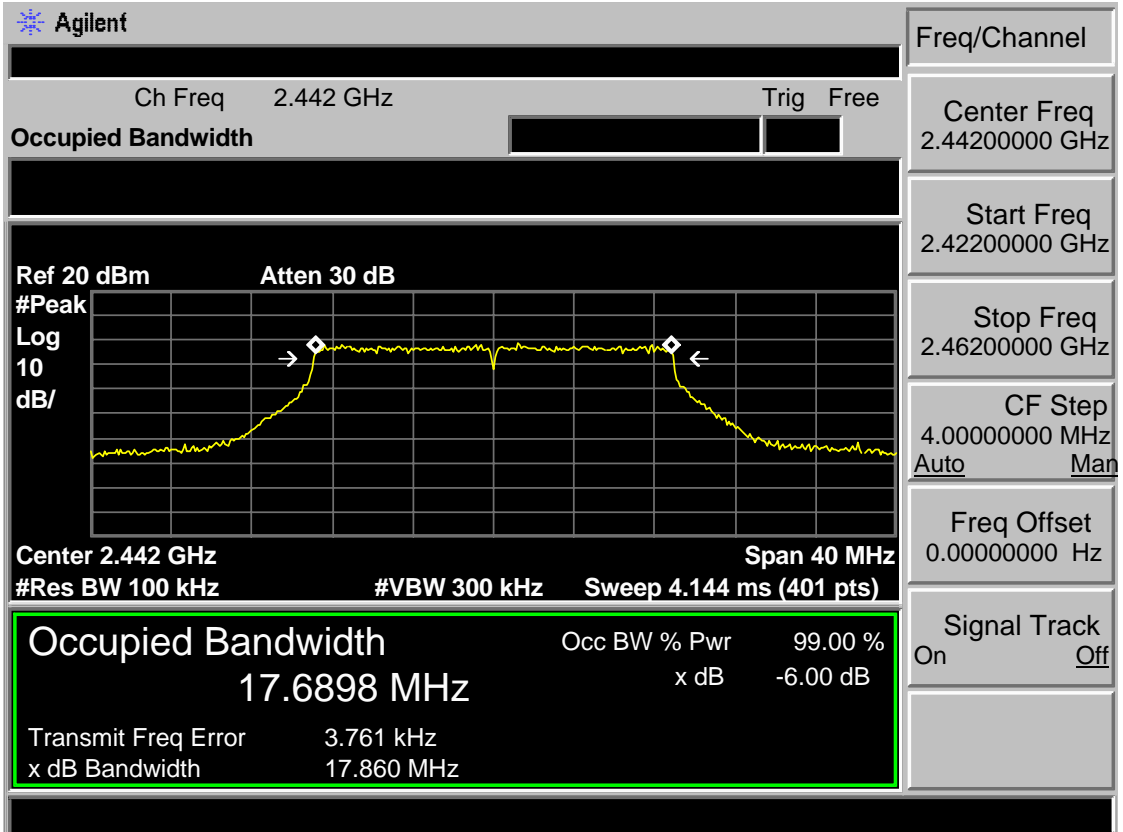 Agilent
Freq/Channel
Ch Freq 2.442 GHz Trig Free
Occupied Bandwidth
Center Freq
2.44200000 GHz
Start Freq
2.42200000 GHz
Stop Freq
2.46200000 GHz
CF Step
4.00000000 MHz
Auto Man
Freq Offset
0.00000000 Hz
Signal Track
On Off
Ref 20 dBm Atten 30 dB
#Peak
Log
10
dB/
Center 2.442 GHz Span 40 MHz
#Res BW 100 kHz #VBW 300 kHz Sweep 4.144 ms (401 pts)
Occupied Bandwidth Occ BW % Pwr 99.00 %
17.6898 MHz x dB -6.00 dB
Transmit Freq Error 3.761 kHz
x dB Bandwidth 17.860 MHz